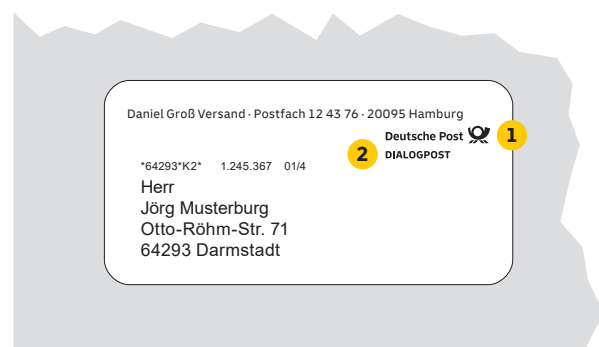 Daniel Groß Versand · Postfach 12 43 76 · 20095 Hamburg
Deutsche Post 1
2 DIALOGPOST
*64293*K2* 1.245.367 01/4
Herr
Jörg Musterburg
Otto-Röhm-Str. 71
64293 Darmstadt